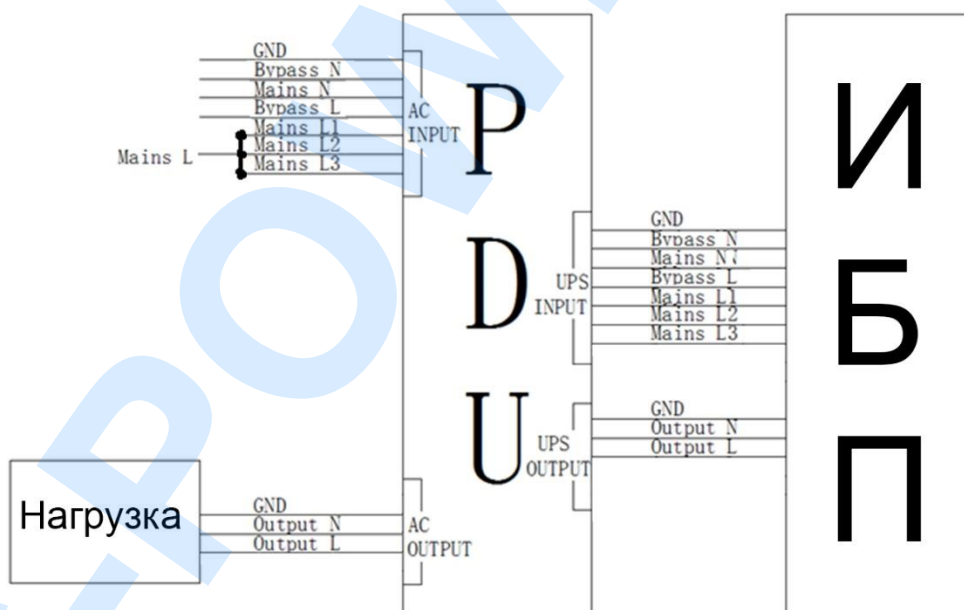 GND
Bypass N
Mains N
Bypass L
Mains L1
Mains L2
Mains L3
Mains L
AC
INPUT
P
D
U
UPS
INPUT
GND
Bypass N
Mains N
Bypass L
Mains L1
Mains L2
Mains L3
UPS
OUTPUT
GND
Output N
Output L
И
Б
П
Нагрузка
GND
Output N
Output L
AC
OUTPUT